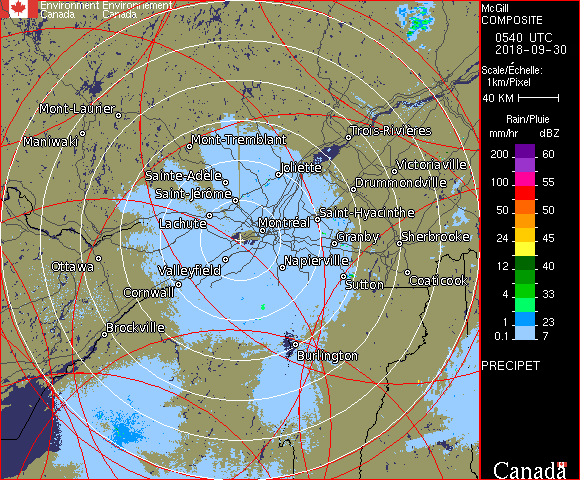 Environment Environnement
Canada Canada
McGill
COMPOSITE
0540 UTC
2018-09-30
Scale/Échelle:
1km/Pixel
40 KM
Rain/Pluie
mm/hr dBZ
200 60
150 57
100 55
50 50
24 45
12 40
4 33
1 23
0.1 7
PRECIPET
Canada
Mont-Laurier
Maniwaki
Mont-Tremblant
Trois-Rivières
Joliette
Victoriaville
Sainte-Adèle
Drummondville
Saint-Jérôme
Lachute
Montréal
Saint-Hyacinthe
Granby
Sherbrooke
Ottawa
Valleyfield
Napierville
Cornwall
Sutton
Coaticook
Brockville
Burlington